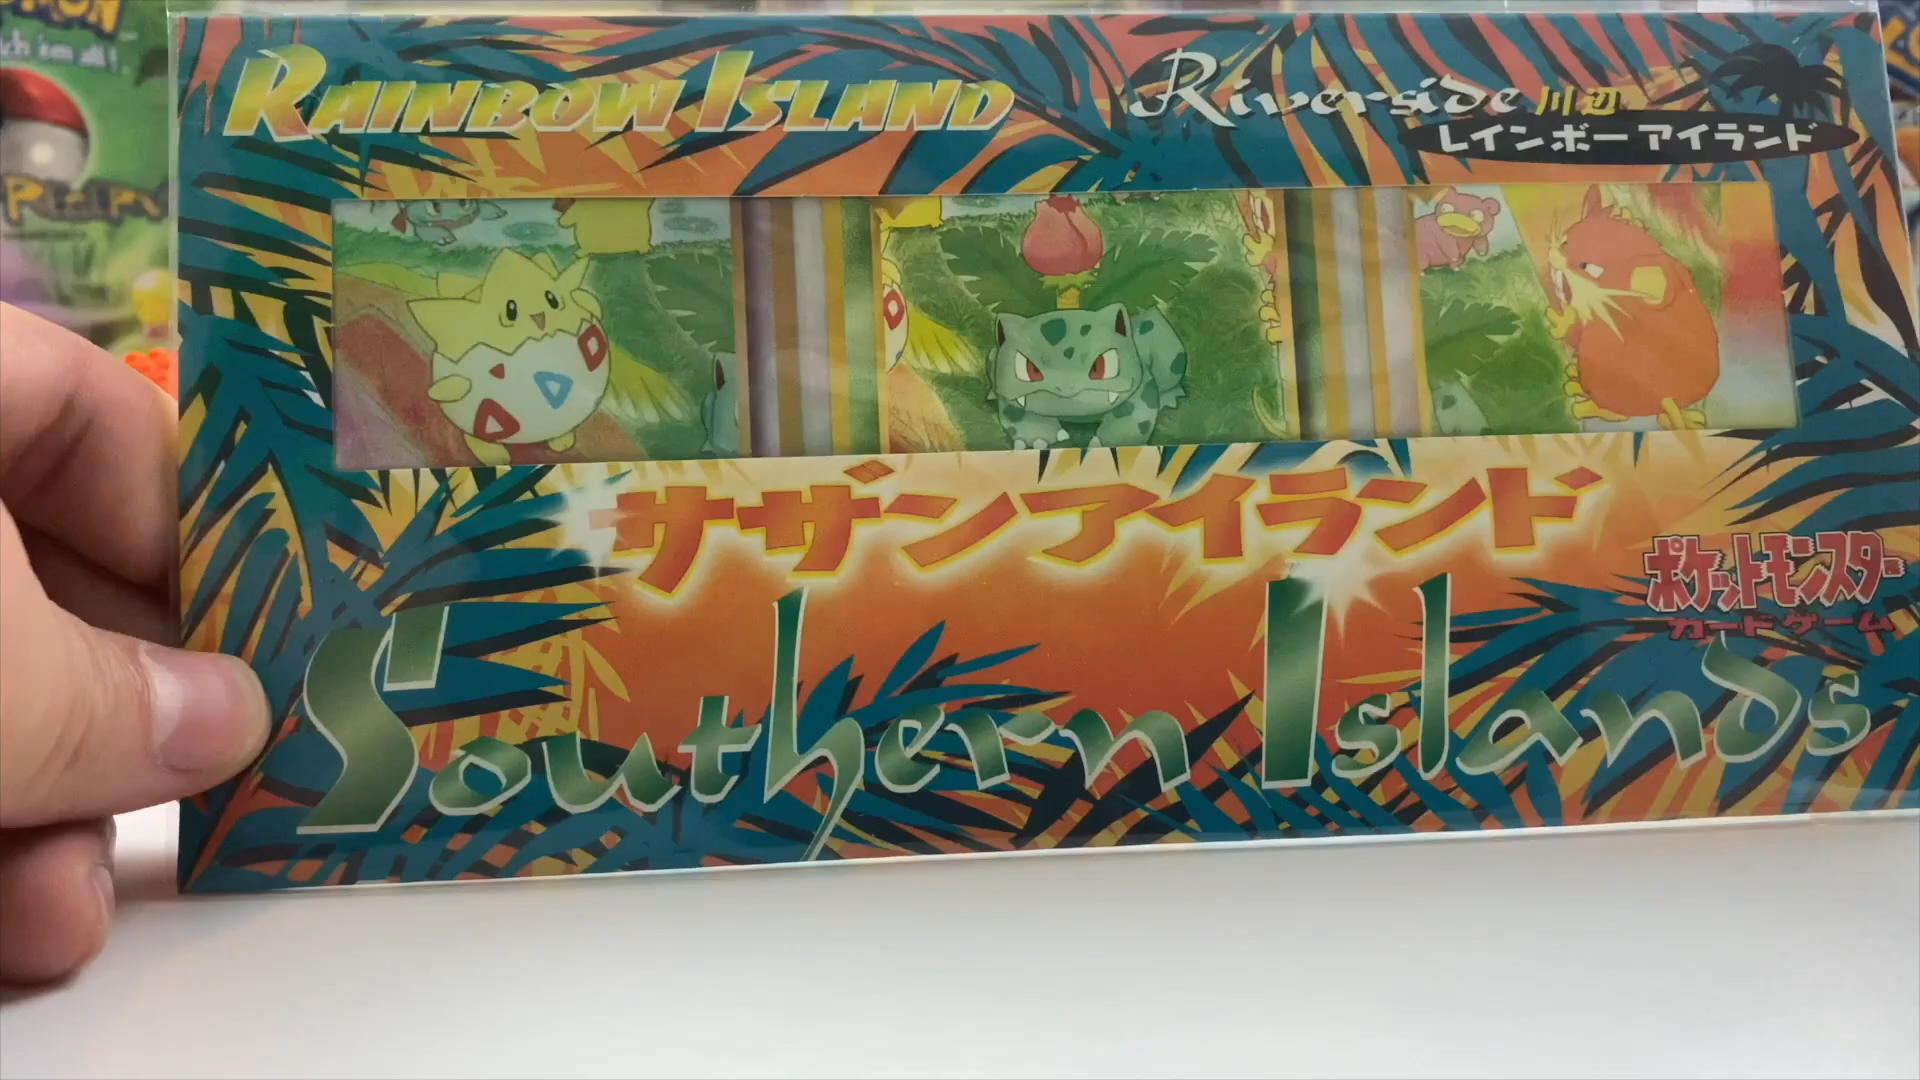 RAINBOW ISLAND
Riverside 川辺
レインボーアイランド
サザンアイランド
ポケットモンスター
カードゲーム
Southern Islands